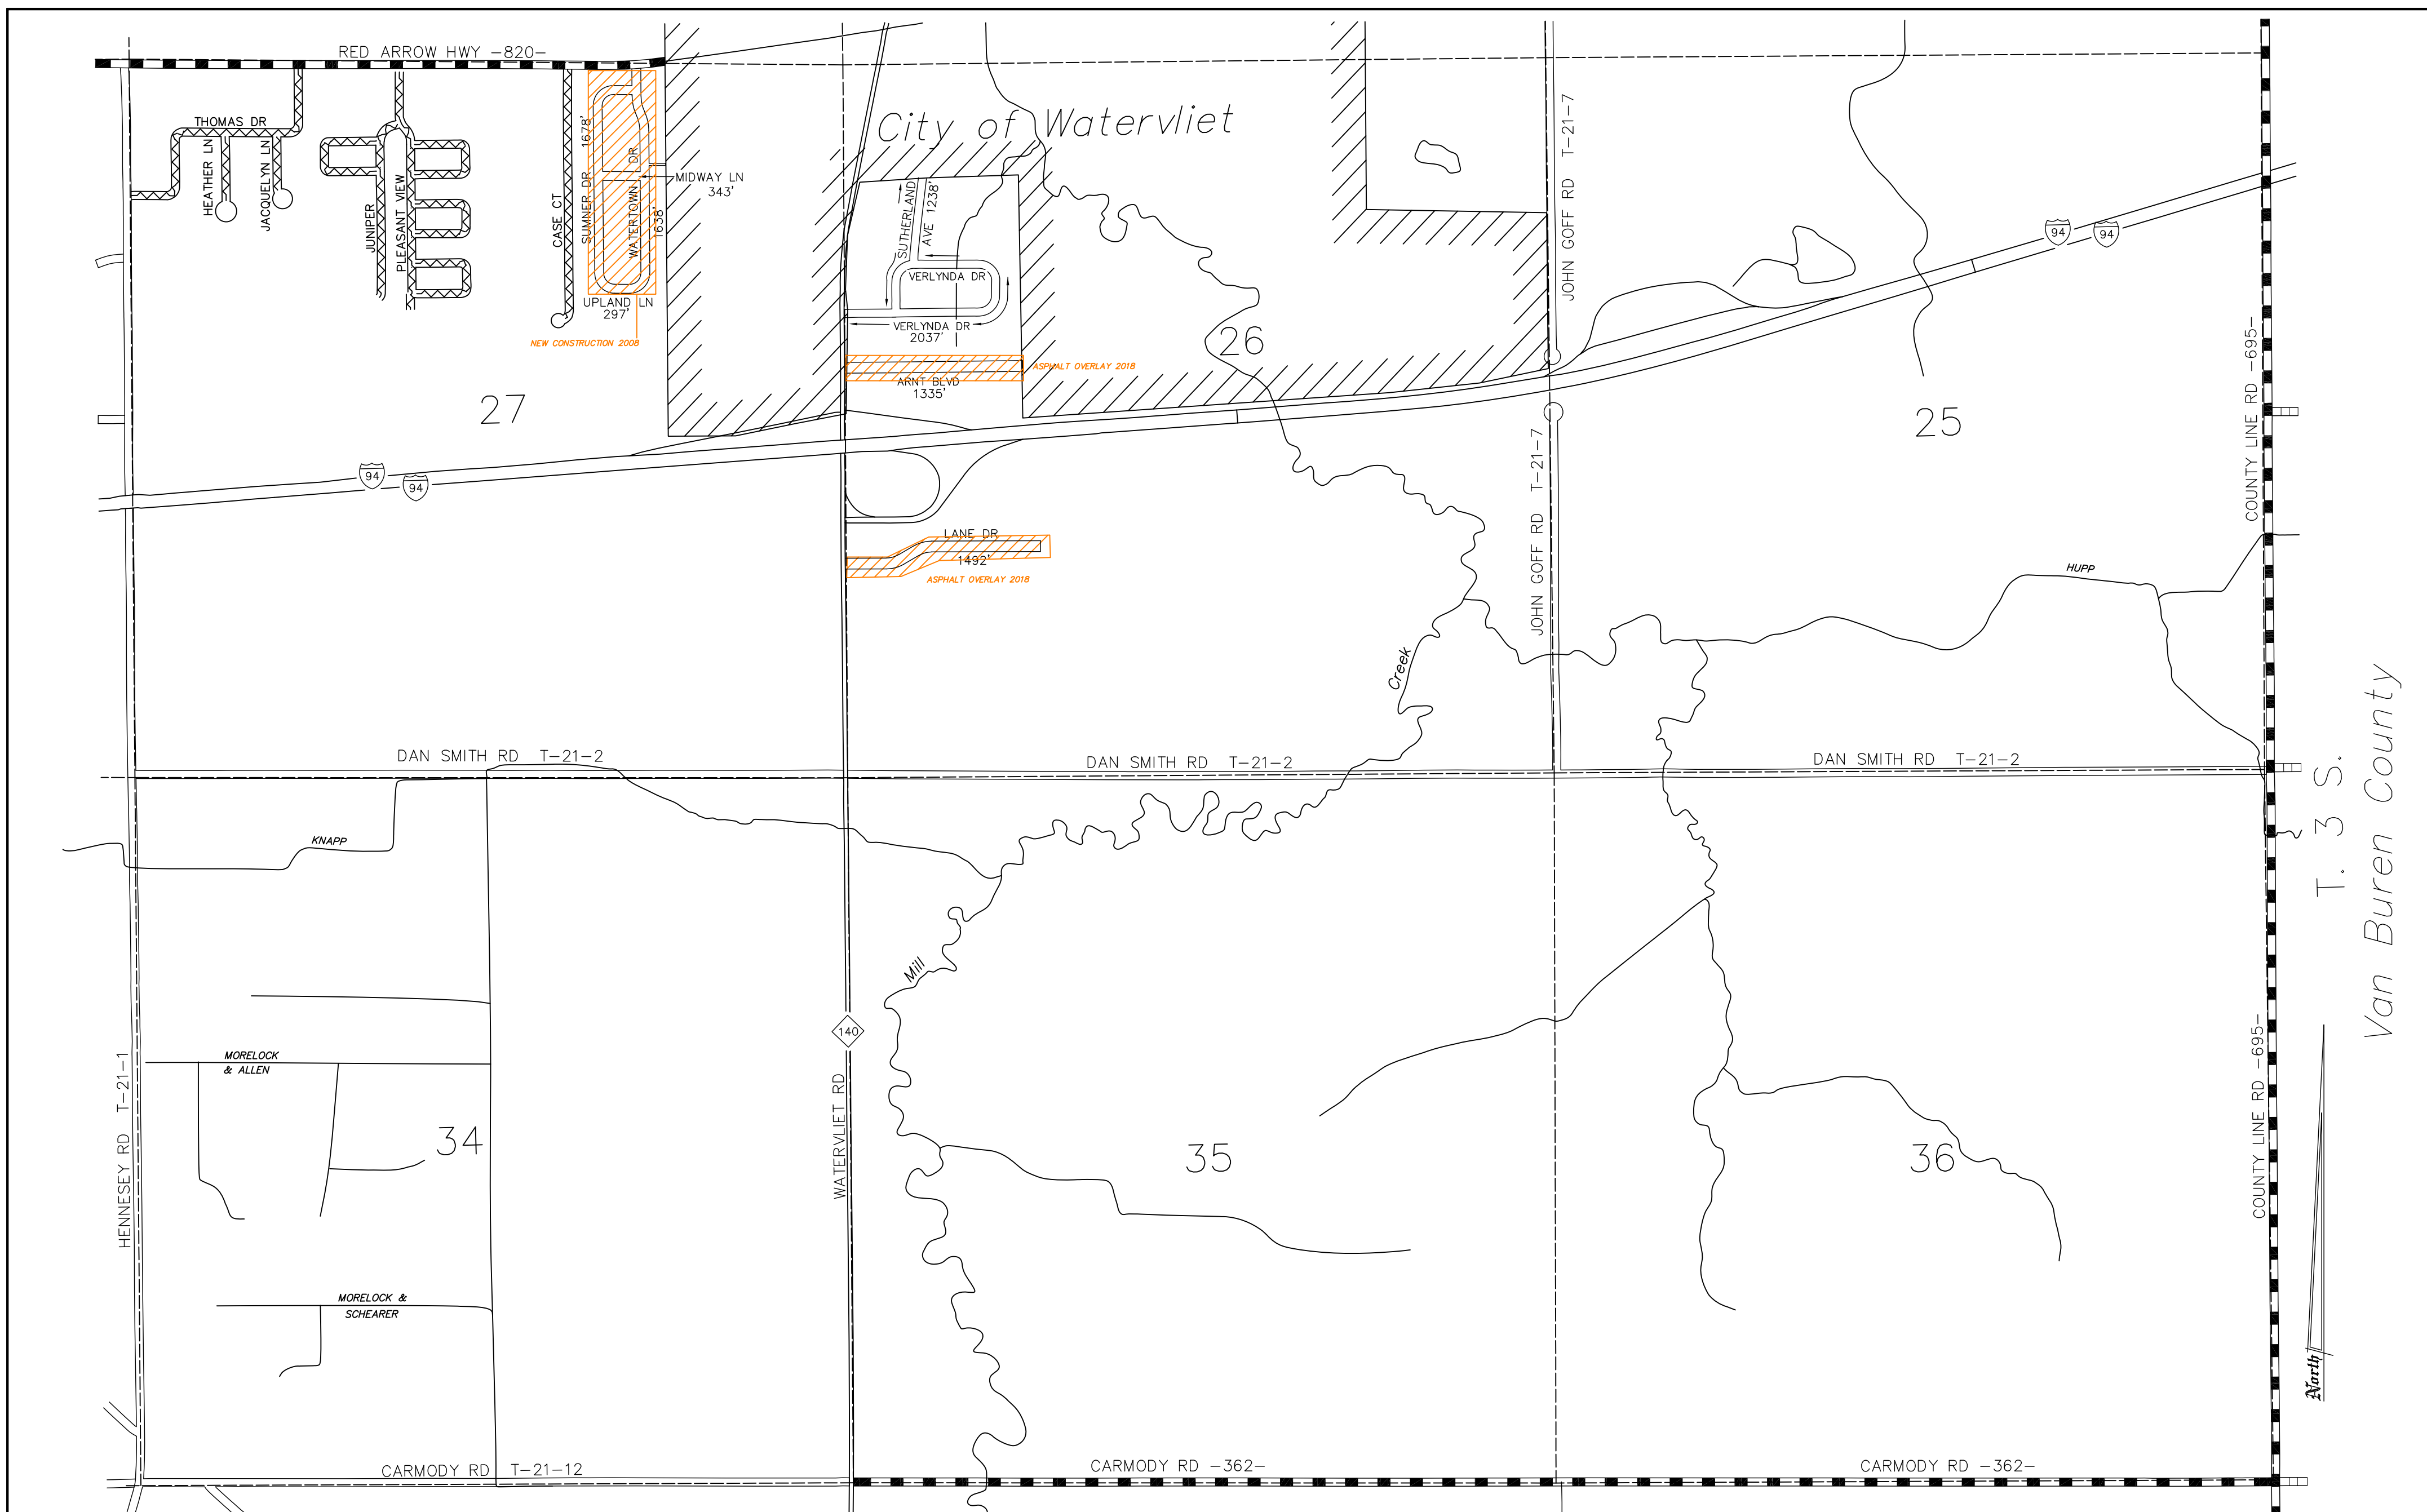 RED ARROW HWY -820-
City of Watervliet
THOMAS DR
HEATHER LN
JACQUELYN LN
JUNIPER
PLEASANT VIEW
CASE CT
SUMNER DR 1678'
WATERTOWN DR
1638'
MIDWAY LN
343'
UPLAND LN
297'
NEW CONSTRUCTION 2008
SUTHERLAND
AVE 1238'
VERLYNDA DR
VERLYNDA DR
2037'
ASPHALT OVERLAY 2018
ARNT BLVD
1335'
JOHN GOFF RD T-21-7
26
27
25
94
94
94
94
COUNTY LINE RD -695-
LANE DR
1492'
ASPHALT OVERLAY 2018
JOHN GOFF RD T-21-7
HUPP
Creek
DAN SMITH RD T-21-2
DAN SMITH RD T-21-2
DAN SMITH RD T-21-2
T. 3 S.
Van Buren County
KNAPP
Mill
140
MORELOCK
& ALLEN
HENNESEY RD T-21-1
34
WATERVLIET RD
35
36
COUNTY LINE RD -695-
MORELOCK &
SCHEARER
North
CARMODY RD T-21-12
CARMODY RD -362-
CARMODY RD -362-